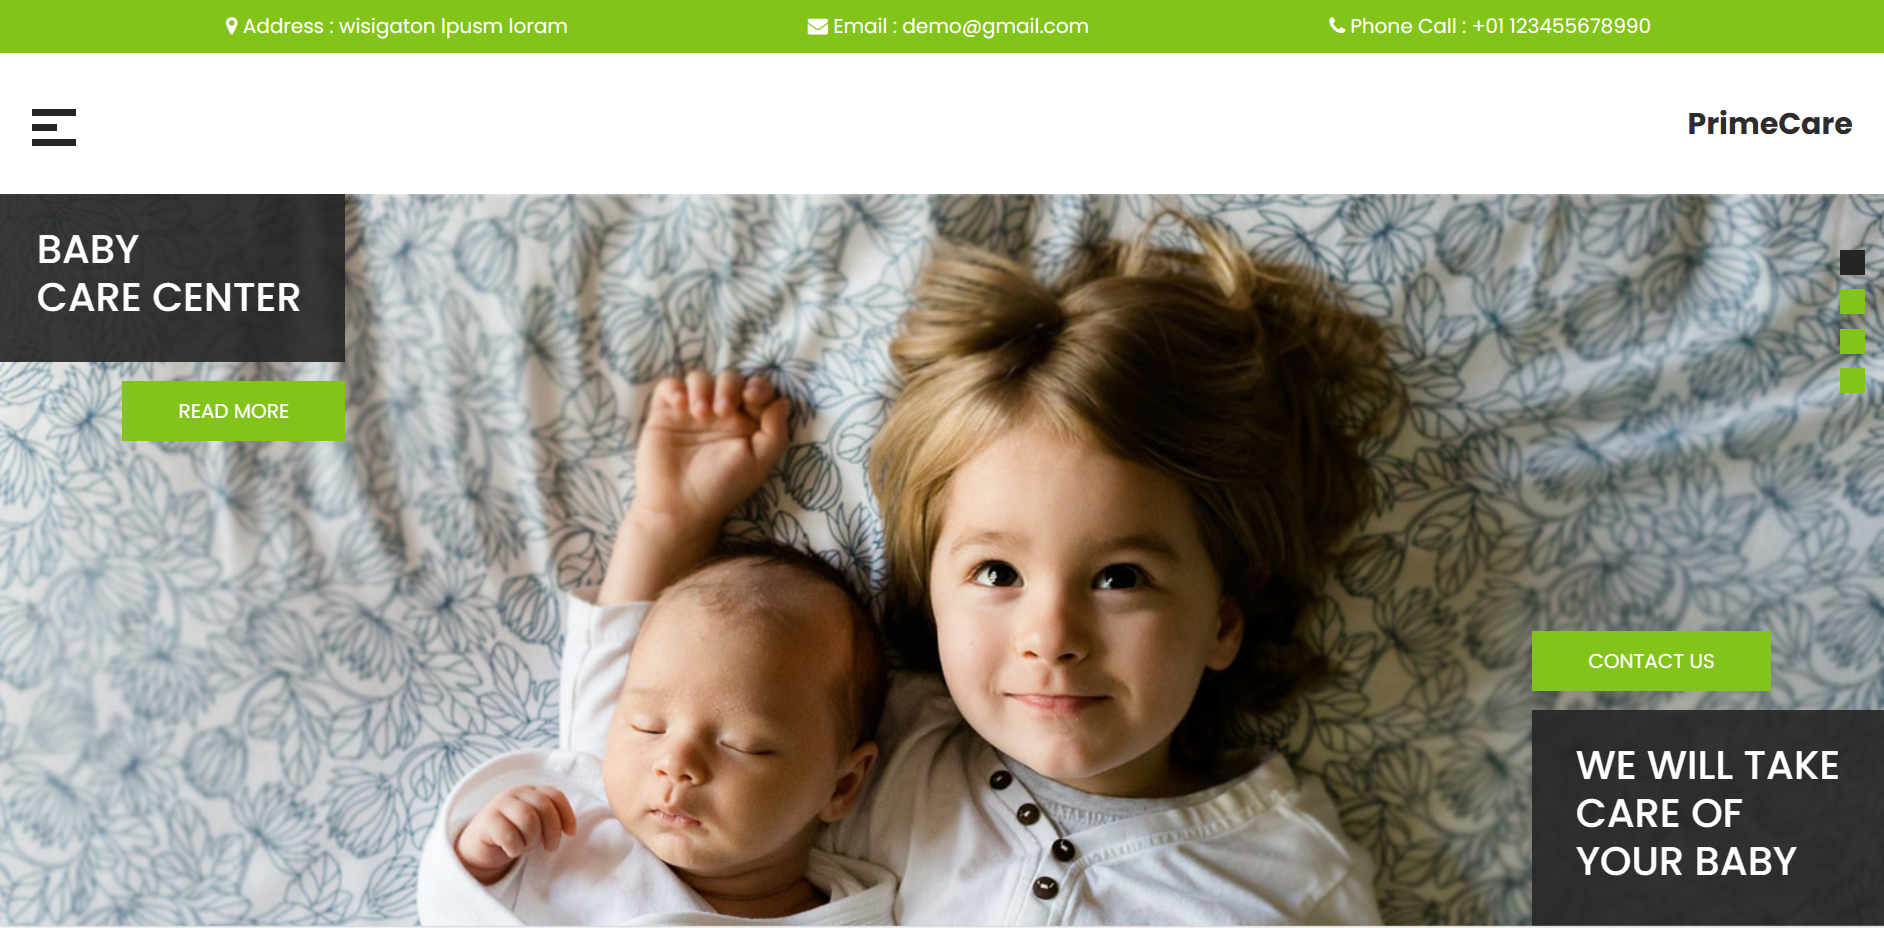 Address : wisigaton lpusm loram
Email : demo@gmail.com
Phone Call : +01 123455678990
PrimeCare
BABY
CARE CENTER
READ MORE
CONTACT US
WE WILL TAKE
CARE OF
YOUR BABY